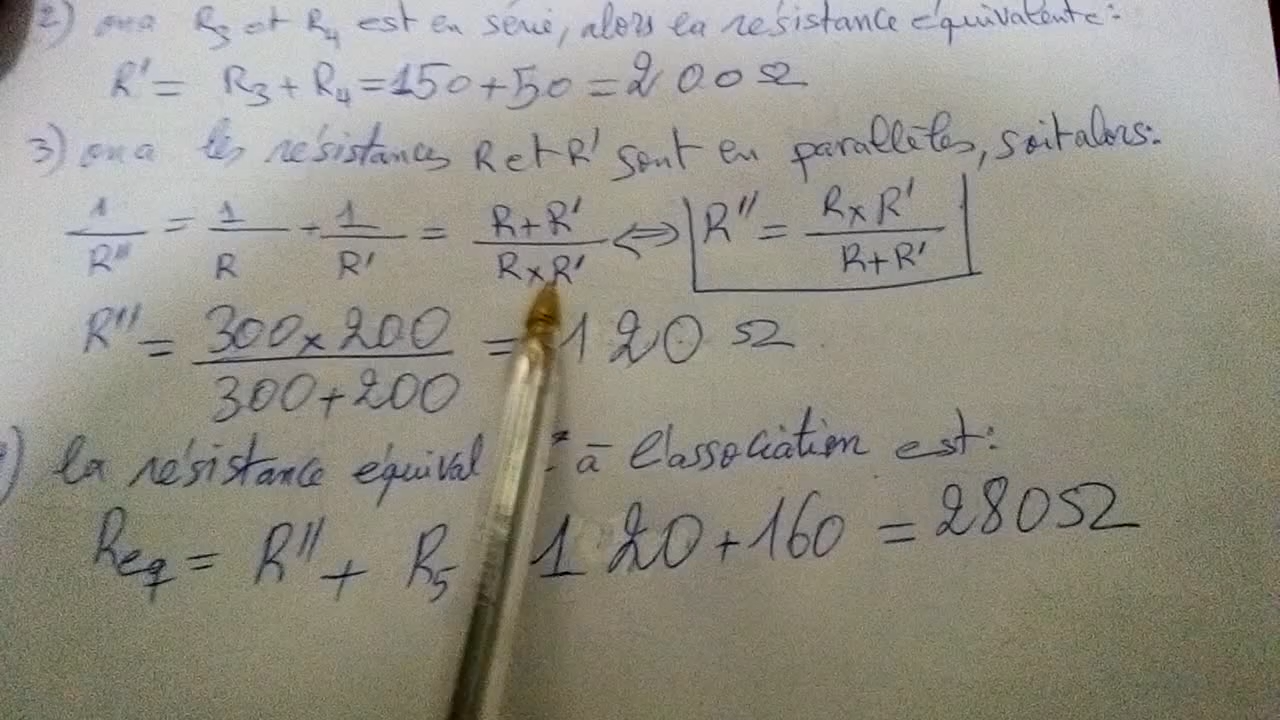 2) on a R3 et R4 est en série, alors la résistance équivalente:
R' = R3 + R4 = 150 + 50 = 200 Ω
3) on a les résistances R et R' sont en parallèles, soit alors:
1/R" = 1/R + 1/R' = R+R'/R×R' ⇔ R" = R×R'/R+R'
R" = 300×200/300+200 = 120 Ω
) la résistance équival à l'association est:
Req = R" + R5 120 + 160 = 280 Ω